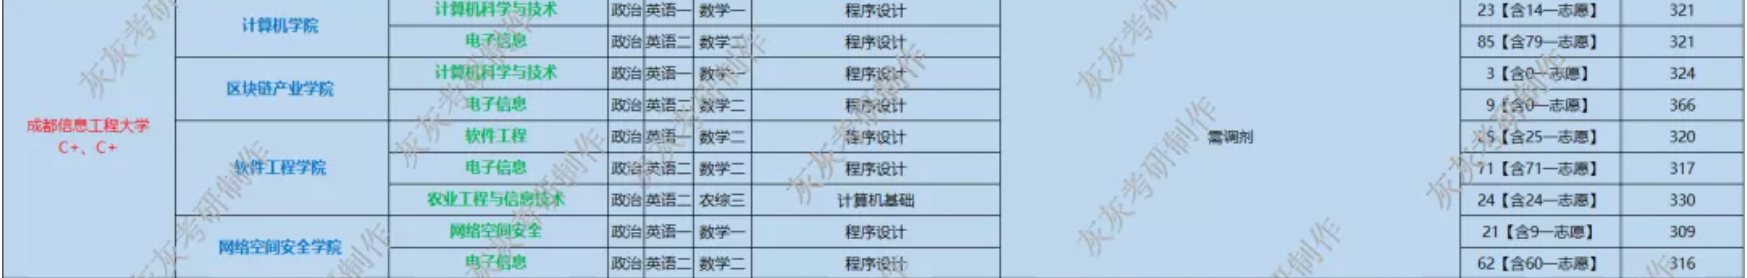 计算机学院 计算机科学与技术 政治 英语一 数学一 程序设计 23【含14一志愿】 321
电子信息 政治 英语二 数学二 程序设计 85【含79一志愿】 321
区块链产业学院 计算机科学与技术 政治 英语一 数学一 程序设计 3【含0一志愿】 324
电子信息 政治 英语二 数学二 程序设计 9【含0一志愿】 366
成都信息工程大学
C+、C+
软件工程学院 软件工程 政治 英语一 数学二 程序设计 需调剂 【含25一志愿】 320
电子信息 政治 英语二 数学二 程序设计 71【含71一志愿】 317
农业工程与信息技术 政治 英语二 农综三 计算机基础 24【含24一志愿】 330
网络空间安全学院 网络空间安全 政治 英语一 数学一 程序设计 21【含9一志愿】 309
电子信息 政治 英语二 数学二 程序设计 62【含60一志愿】 316
灰灰考研制作